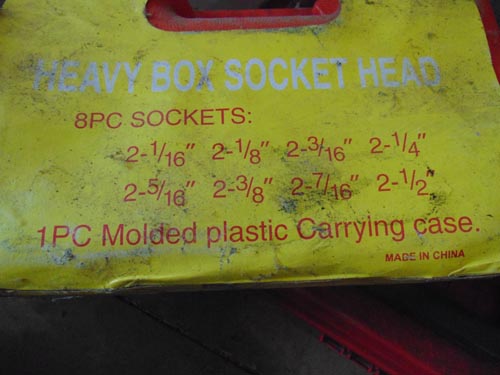 HEAVY BOX SOCKET HEAD
8PC SOCKETS:
2-1/16" 2-1/8" 2-3/16" 2-1/4"
2-5/16" 2-3/8" 2-7/16" 2-1/2"
1PC Molded plastic Carrying case.
MADE IN CHINA